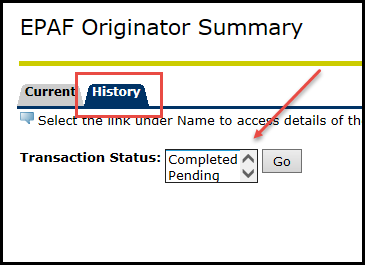 EPAF Originator Summary
Current History
Select the link under Name to access details of th
Transaction Status: Completed Go
Pending